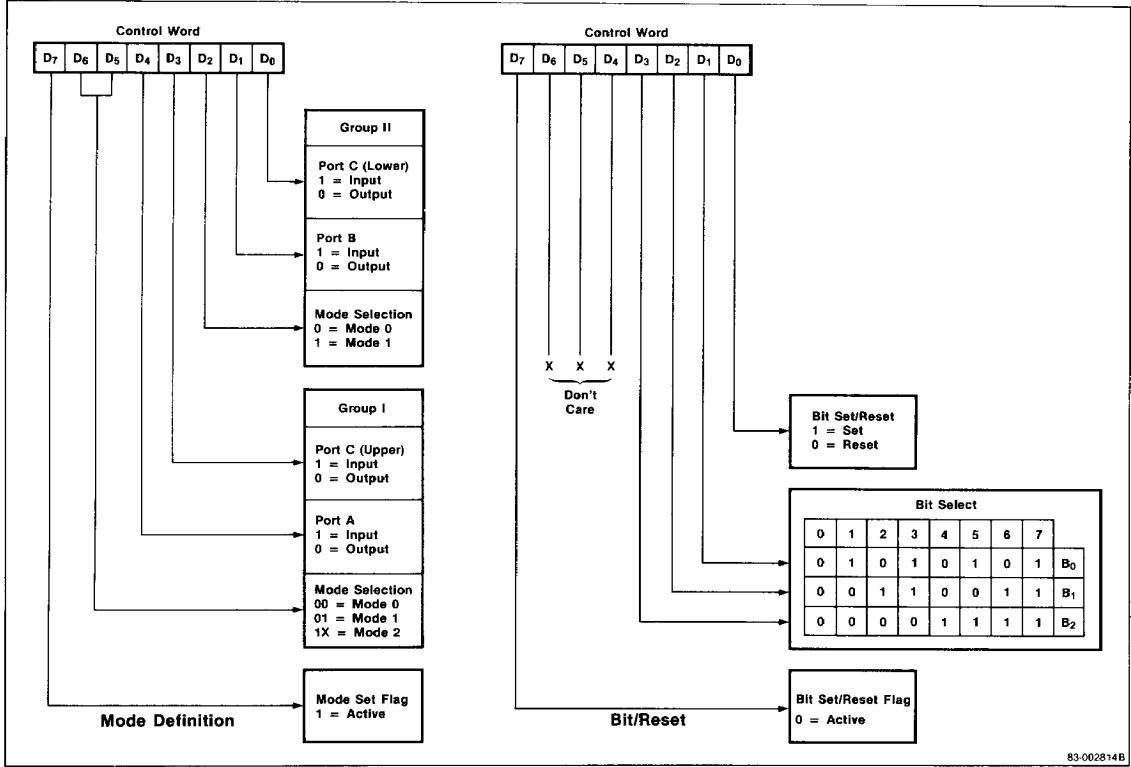 Control Word
D7 D6 D5 D4 D3 D2 D1 D0
Group II
Port C (Lower)
1 = Input
0 = Output
Port B
1 = Input
0 = Output
Mode Selection
0 = Mode 0
1 = Mode 1
Group I
Port C (Upper)
1 = Input
0 = Output
Port A
1 = Input
0 = Output
Mode Selection
00 = Mode 0
01 = Mode 1
1X = Mode 2
Mode Set Flag
1 = Active
Mode Definition
Control Word
D7 D6 D5 D4 D3 D2 D1 D0
X X X
Don't
Care
Bit Set/Reset
1 = Set
0 = Reset
Bit Select
0 1 2 3 4 5 6 7
0 1 0 1 0 1 0 1 B0
0 0 1 1 0 0 1 1 B1
0 0 0 0 1 1 1 1 B2
Bit Set/Reset Flag
0 = Active
Bit/Reset
83-002814B